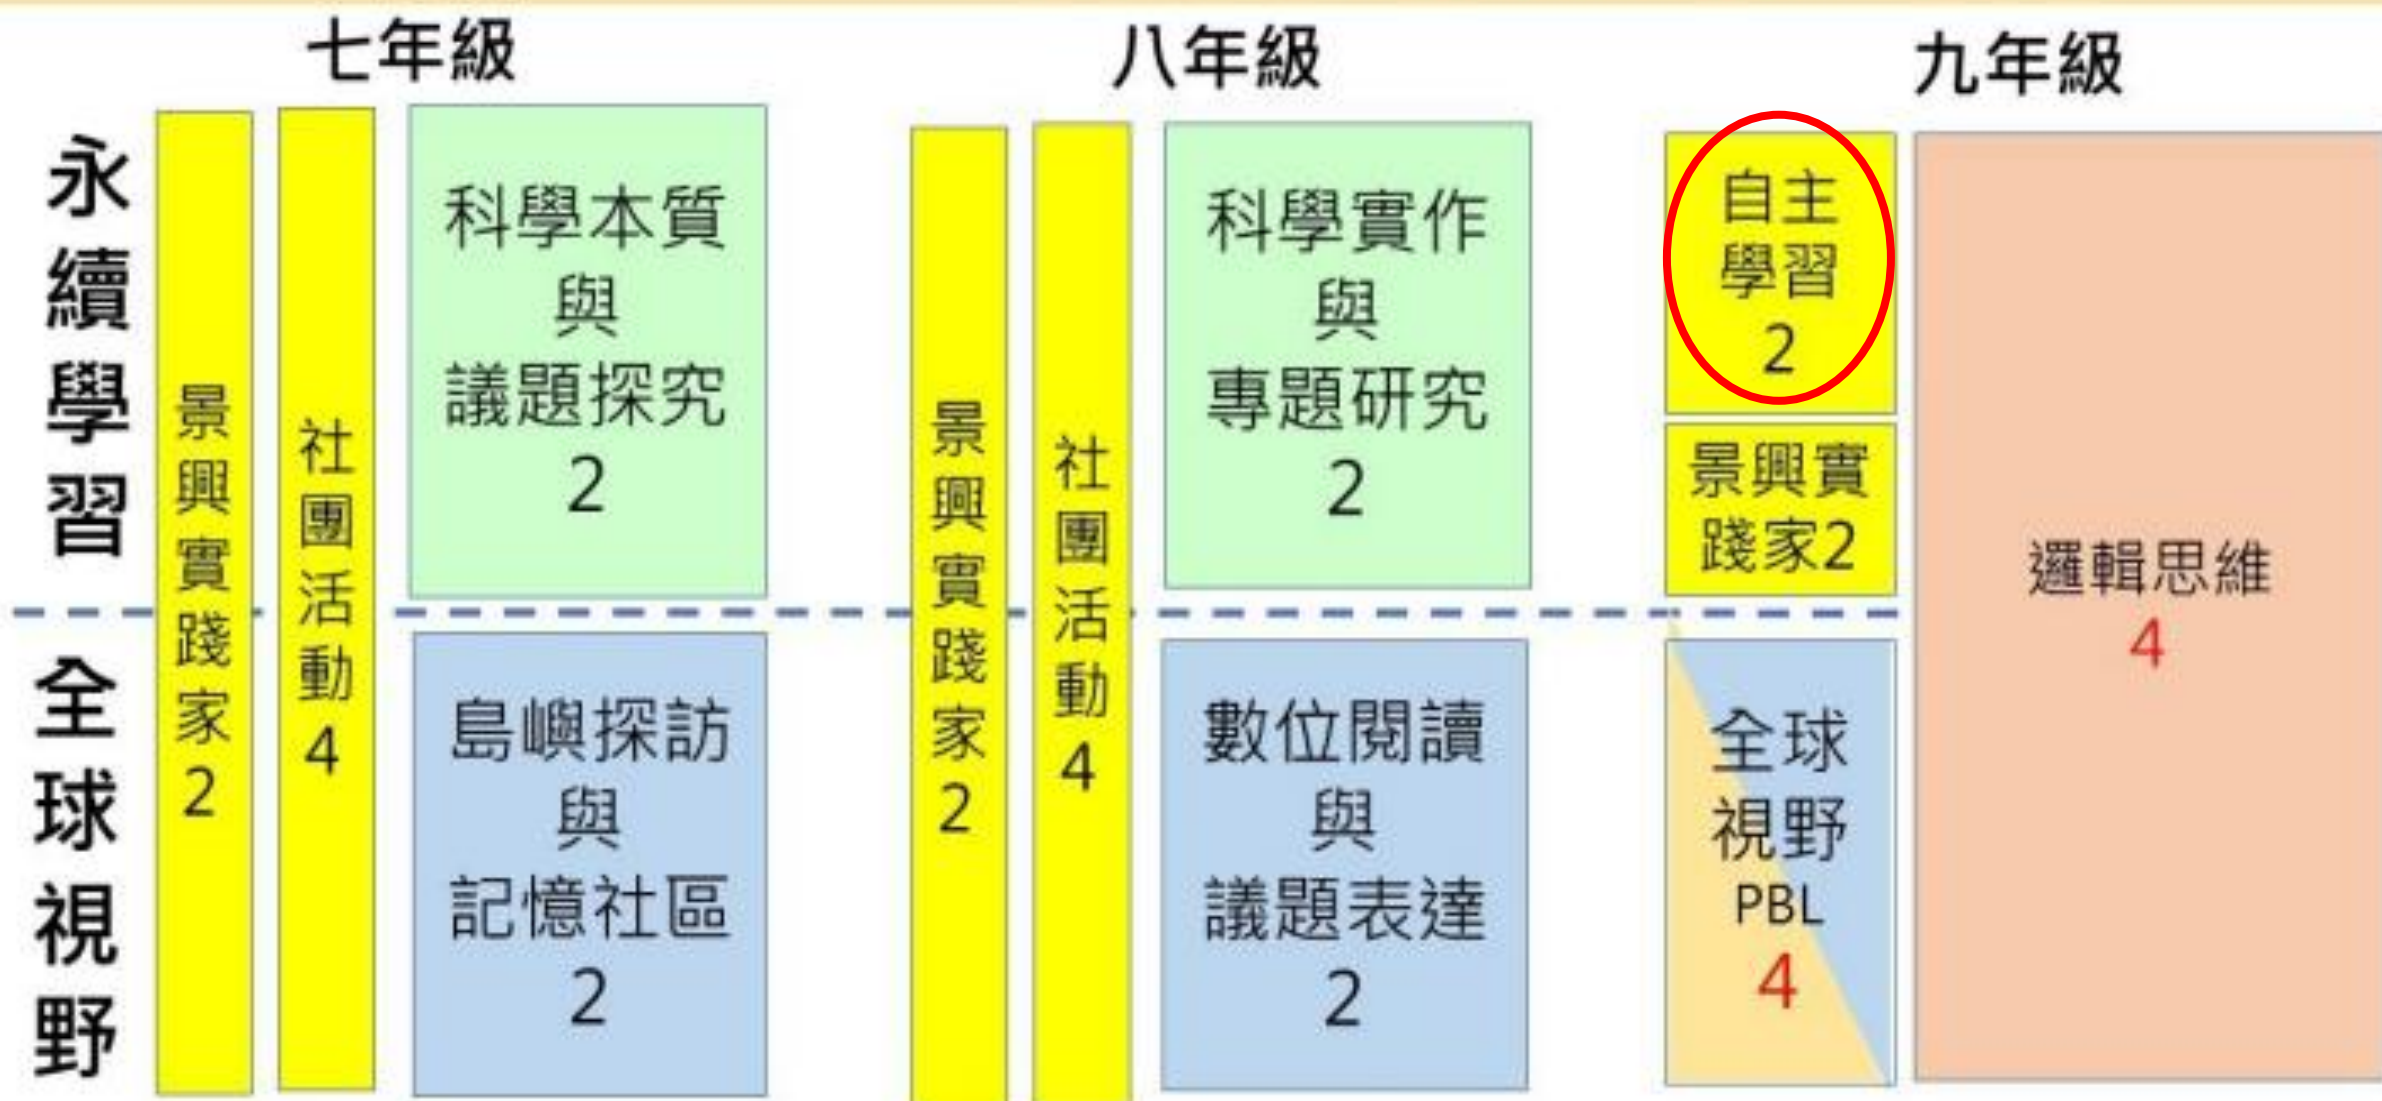 七年級
八年級
九年級
永續學習
全球視野
景興實踐家2
社團活動4
科學本質
與
議題探究
2
島嶼探訪
與
記憶社區
2
景興實踐家2
社團活動4
科學實作
與
專題研究
2
數位閱讀
與
議題表達
2
自主
學習
2
景興實
踐家2
全球
視野
PBL
4
邏輯思維
4